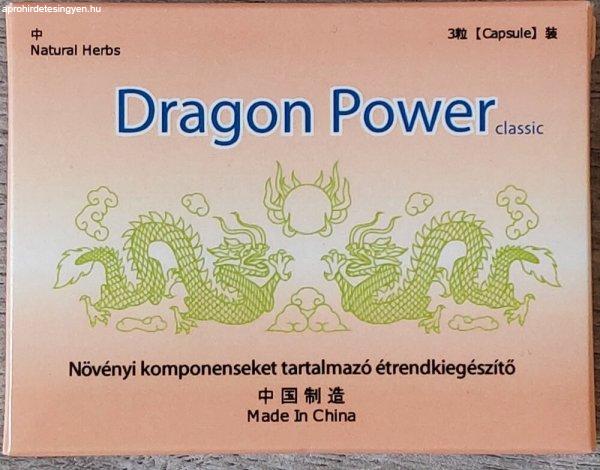 aprohirdetesingyen.hu
中
Natural Herbs
3粒【Capsule】装
Dragon Power classic
Növényi komponenseket tartalmazó étrendkiegészítő
中国制造
Made In China